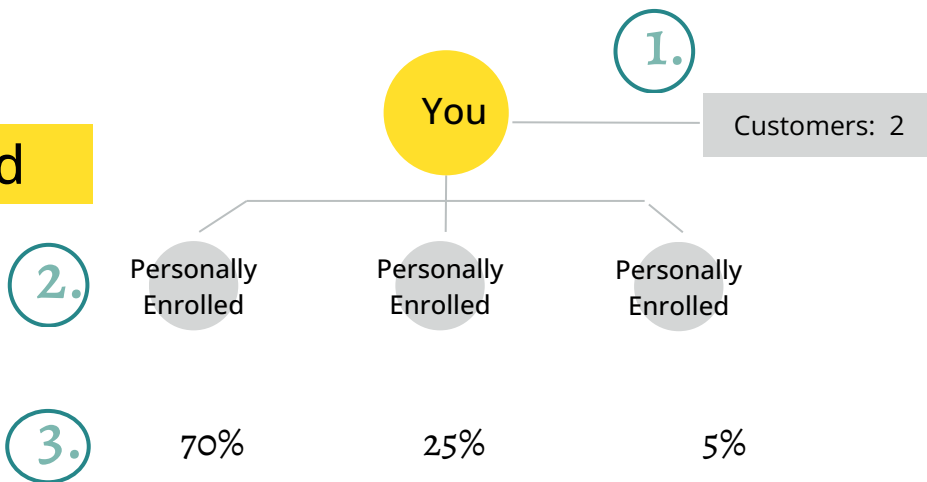 1.
You
Customers: 2
d
2.
Personally Personally Personally
Enrolled Enrolled Enrolled
3.
70% 25% 5%